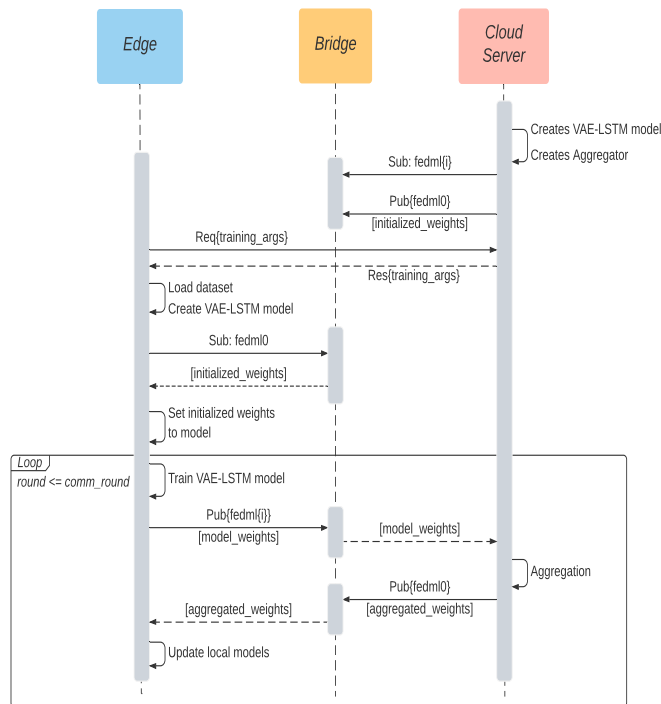 Edge
Bridge
Cloud
Server
Creates VAE-LSTM model
Creates Aggregator
Sub: fedml{i}
Pub{fedml0}
[initialized_weights]
Req{training_args}
Res{training_args}
Load dataset
Create VAE-LSTM model
Sub: fedml0
[initialized_weights]
Set initialized weights
to model
Loop
round <= comm_round
Train VAE-LSTM model
Pub{fedml{i}}
[model_weights]
[model_weights]
Aggregation
Pub{fedml0}
[aggregated_weights]
[aggregated_weights]
Update local models